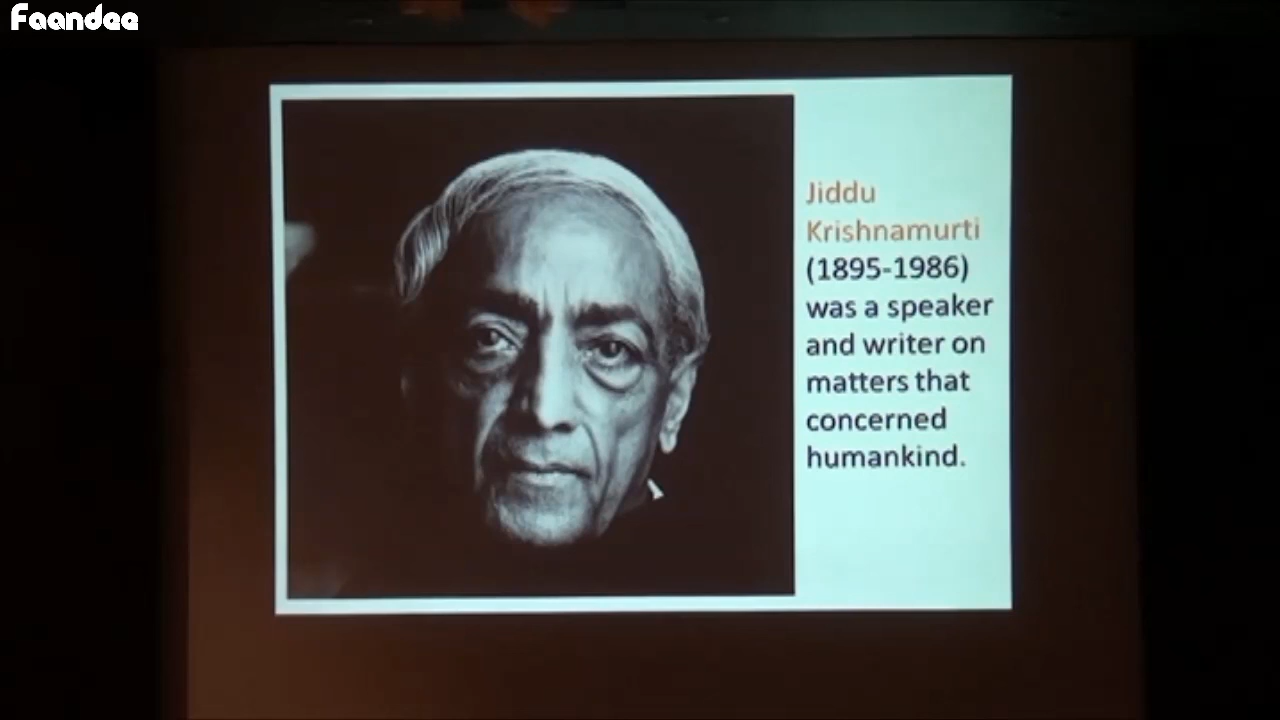 Faandee
Jiddu
Krishnamurti
(1895-1986)
was a speaker
and writer on
matters that
concerned
humankind.